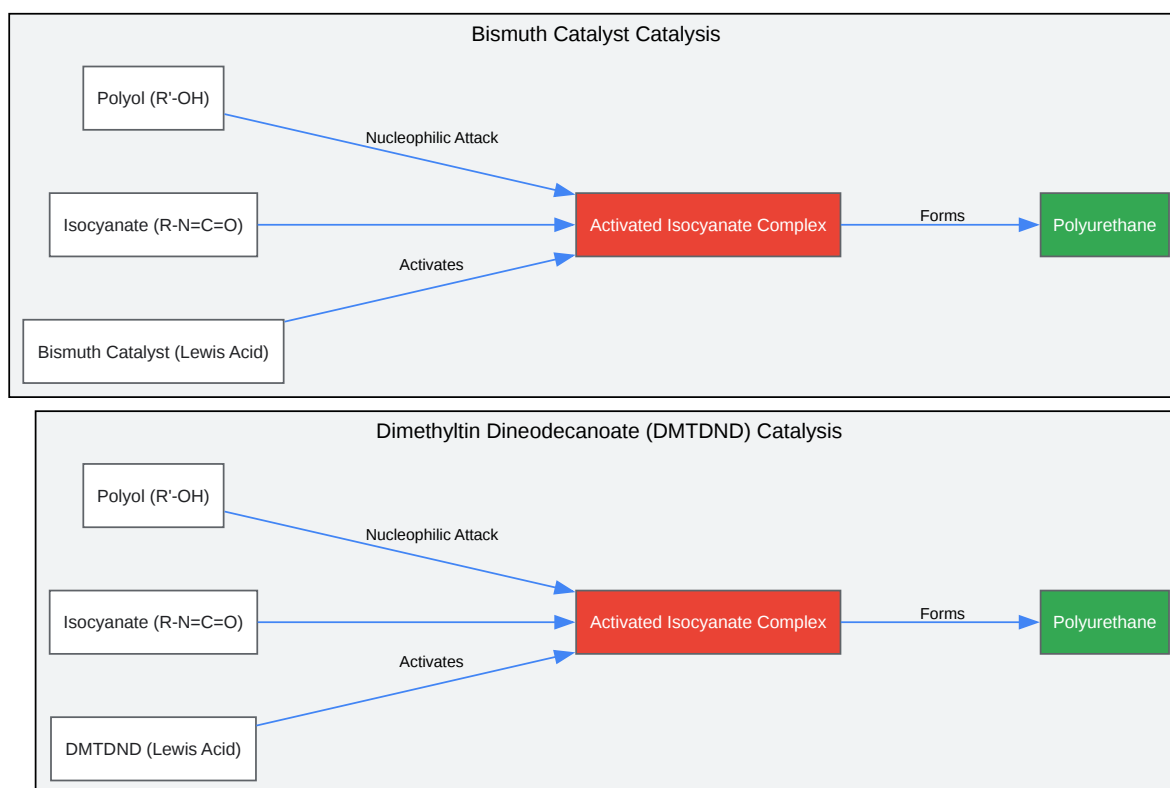 Bismuth Catalyst Catalysis
Polyol (R'-OH)
Nucleophilic Attack
Isocyanate (R-N=C=O)
Activated Isocyanate Complex
Forms
Polyurethane
Activates
Bismuth Catalyst (Lewis Acid)
Dimethyltin Dineodecanoate (DMTDND) Catalysis
Polyol (R'-OH)
Nucleophilic Attack
Isocyanate (R-N=C=O)
Activated Isocyanate Complex
Forms
Polyurethane
Activates
DMTDND (Lewis Acid)